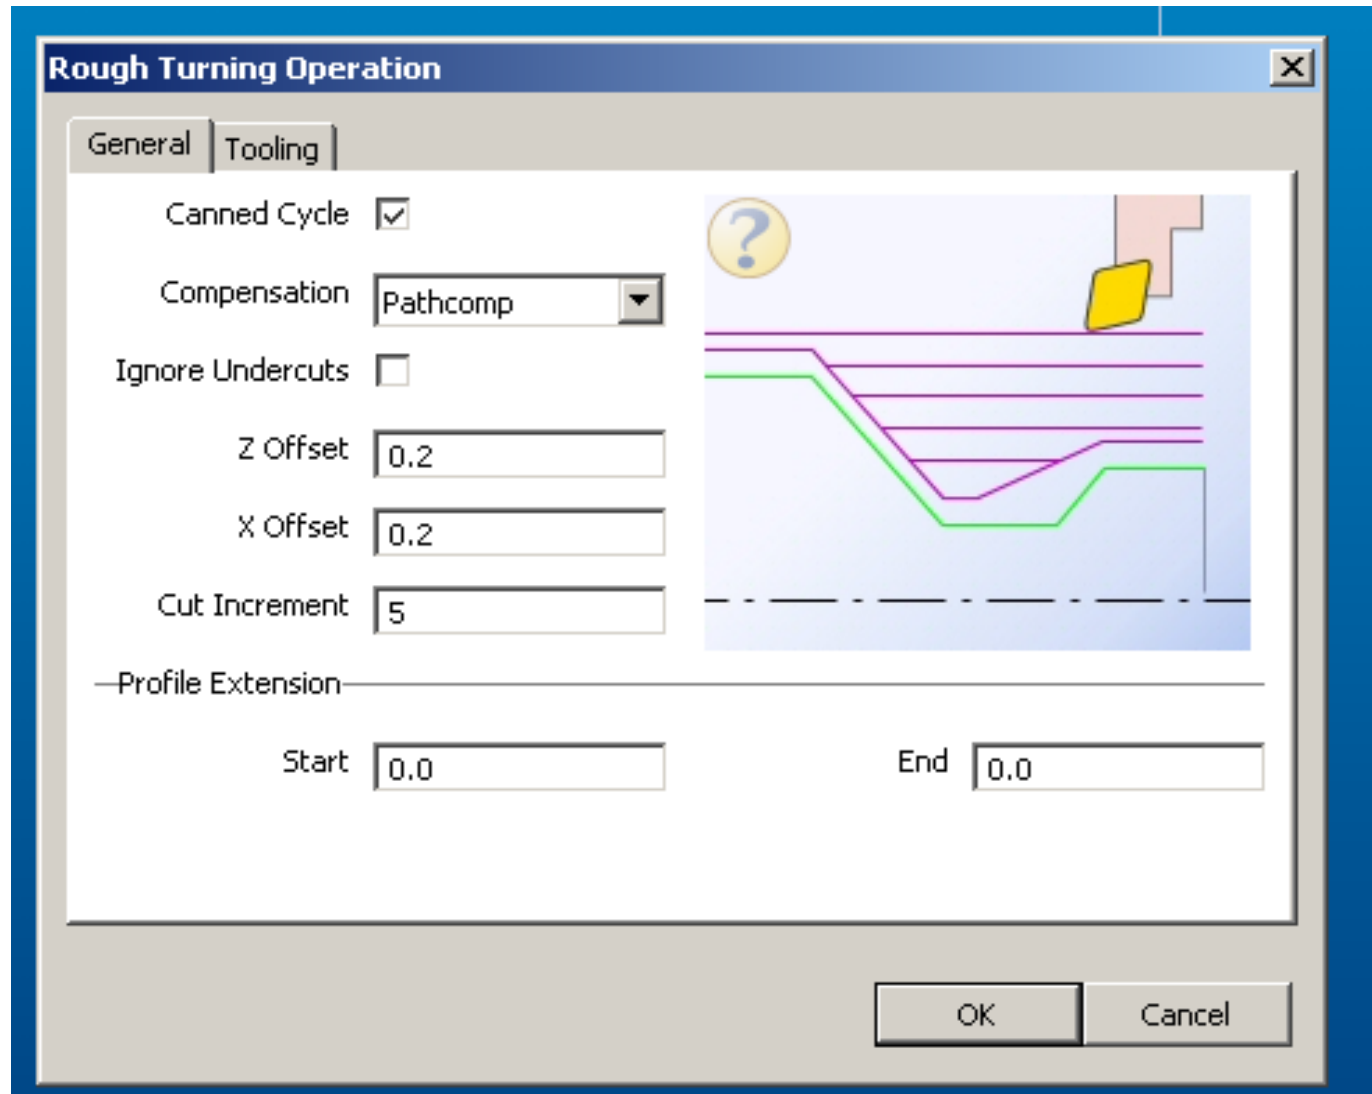 Rough Turning Operation
General
Tooling
Canned Cycle
Compensation
Pathcomp
Ignore Undercuts
Z Offset
0.2
X Offset
0.2
Cut Increment
5
Profile Extension
Start
0.0
End
0.0
OK
Cancel
?